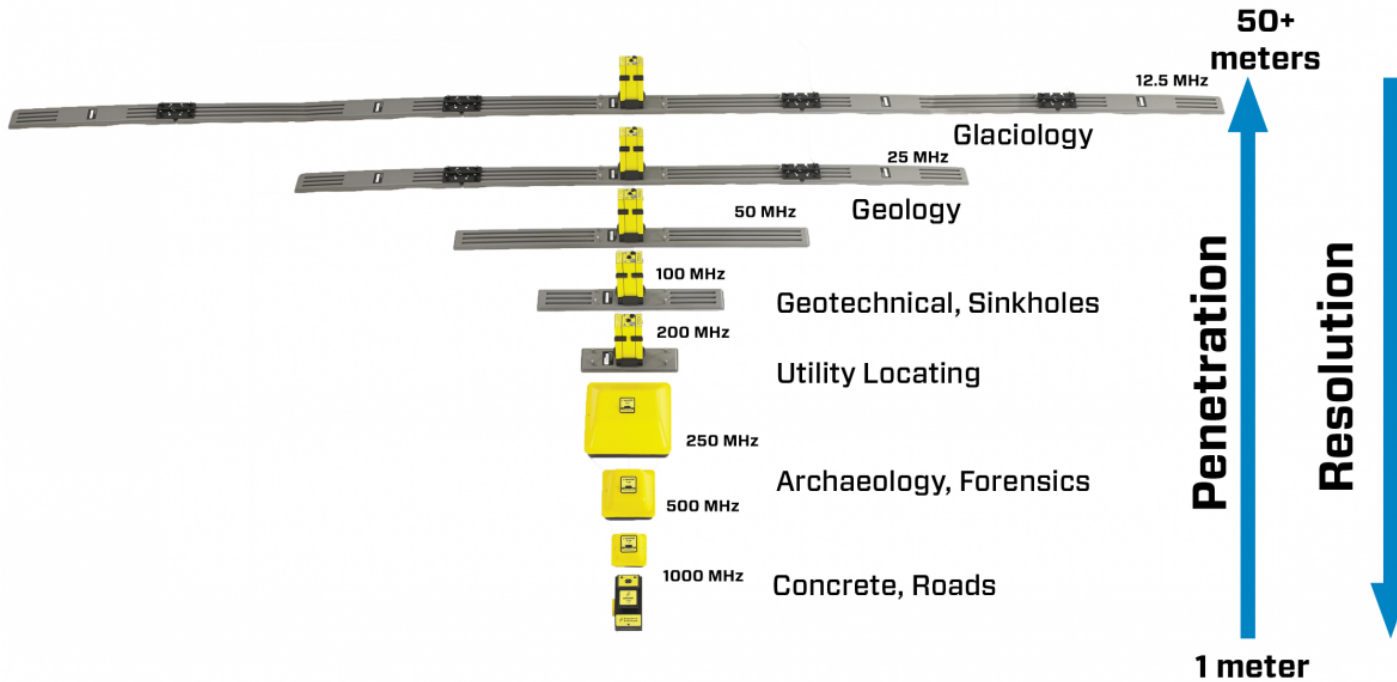 50+
meters
12.5 MHz
Glaciology
25 MHz
Geology
50 MHz
100 MHz
Geotechnical, Sinkholes
200 MHz
Utility Locating
250 MHz
Archaeology, Forensics
500 MHz
1000 MHz
Concrete, Roads
Penetration
Resolution
1 meter